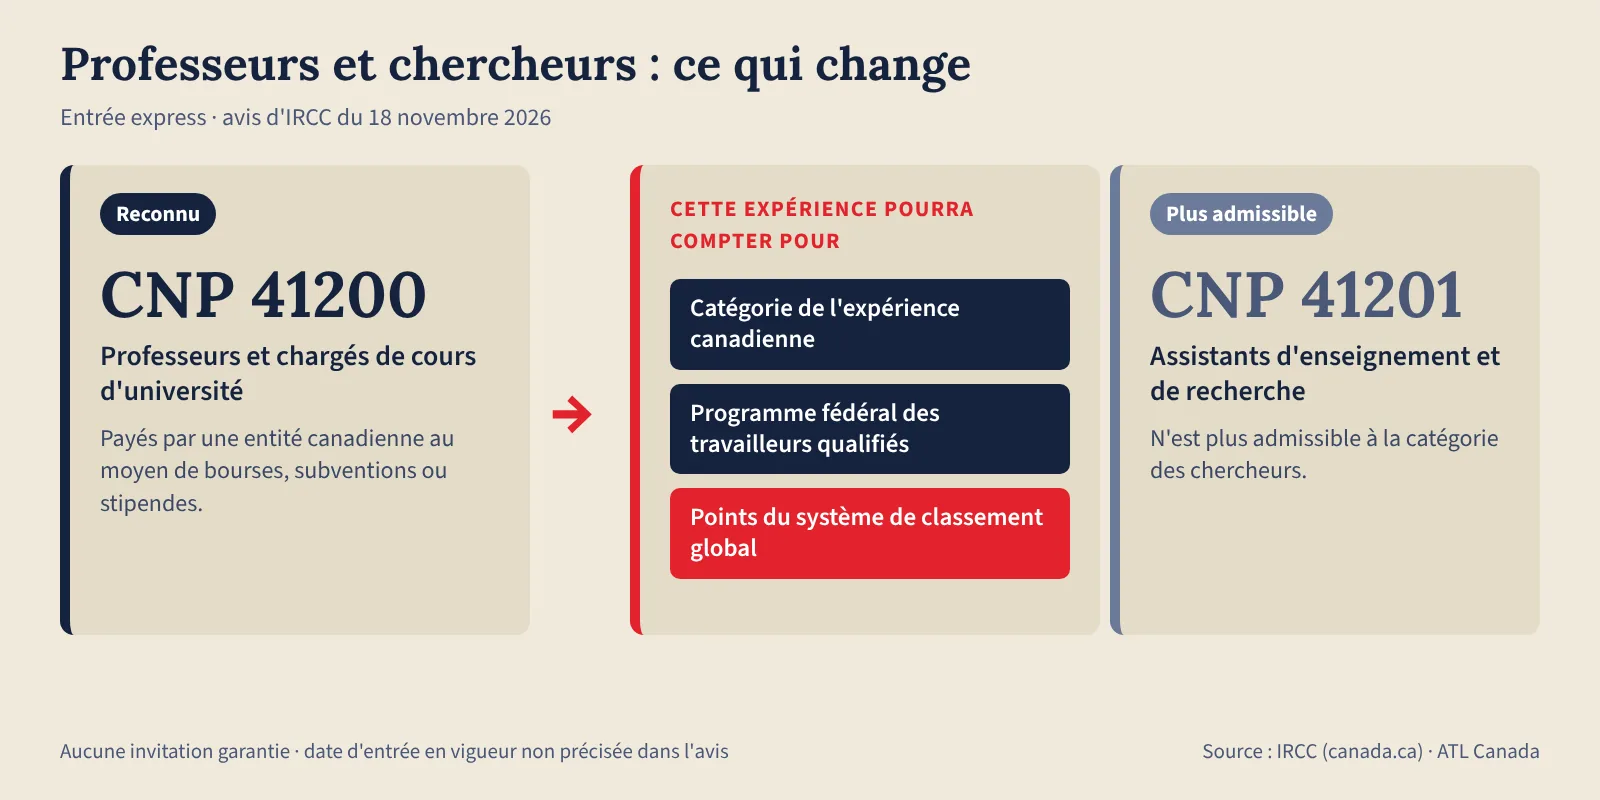 Professeurs et chercheurs : ce qui change
Entrée express · avis d'IRCC du 18 novembre 2026
Reconnu
CNP 41200
Professeurs et chargés de cours
d'université
Payés par une entité canadienne au
moyen de bourses, subventions ou
stipendes.
CETTE EXPÉRIENCE POURRA
COMPTER POUR
Catégorie de l'expérience
canadienne
Programme fédéral des
travailleurs qualifiés
Points du système de classement
global
Plus admissible
CNP 41201
Assistants d'enseignement et
de recherche
N'est plus admissible à la catégorie
des chercheurs.
Aucune invitation garantie · date d'entrée en vigueur non précisée dans l'avis
Source : IRCC (canada.ca) · ATL Canada